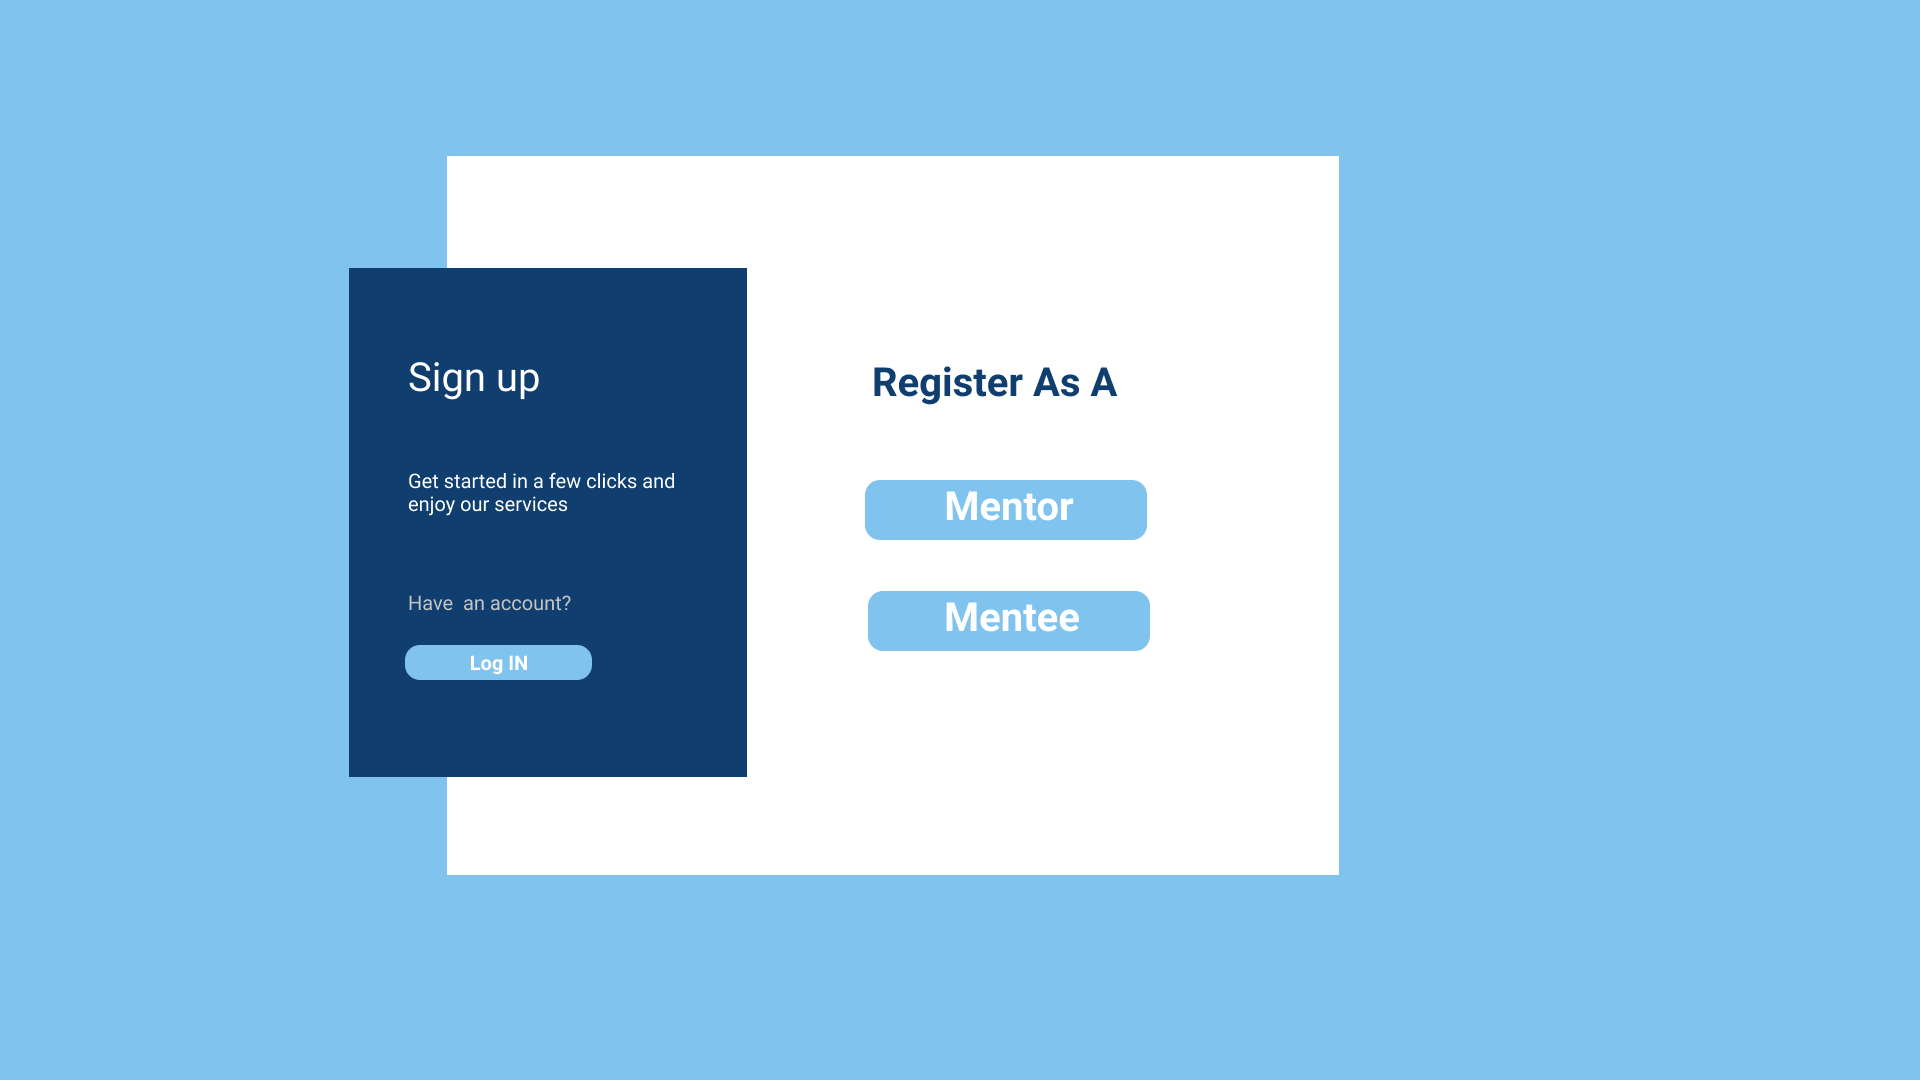 Sign up
Get started in a few clicks and
enjoy our services
Have  an account?
Log IN
Register As A
Mentor
Mentee